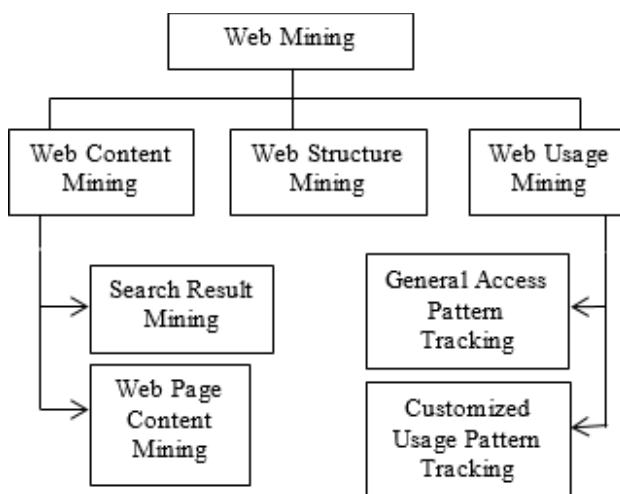 Web Mining
Web Content
Mining
Web Structure
Mining
Web Usage
Mining
Search Result
Mining
Web Page
Content
Mining
General Access
Pattern
Tracking
Customized
Usage Pattern
Tracking